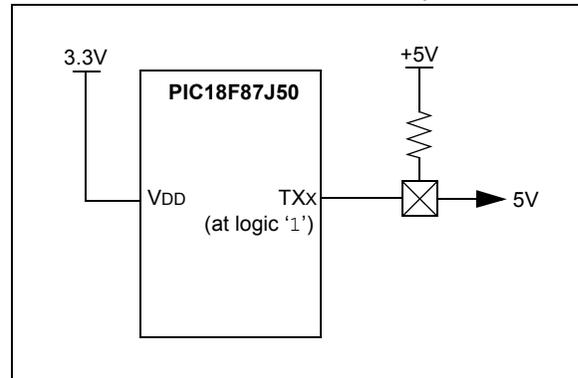 3.3V
+5V
PIC18F87J50
VDD
TXX
5V
(at logic ‘1’)